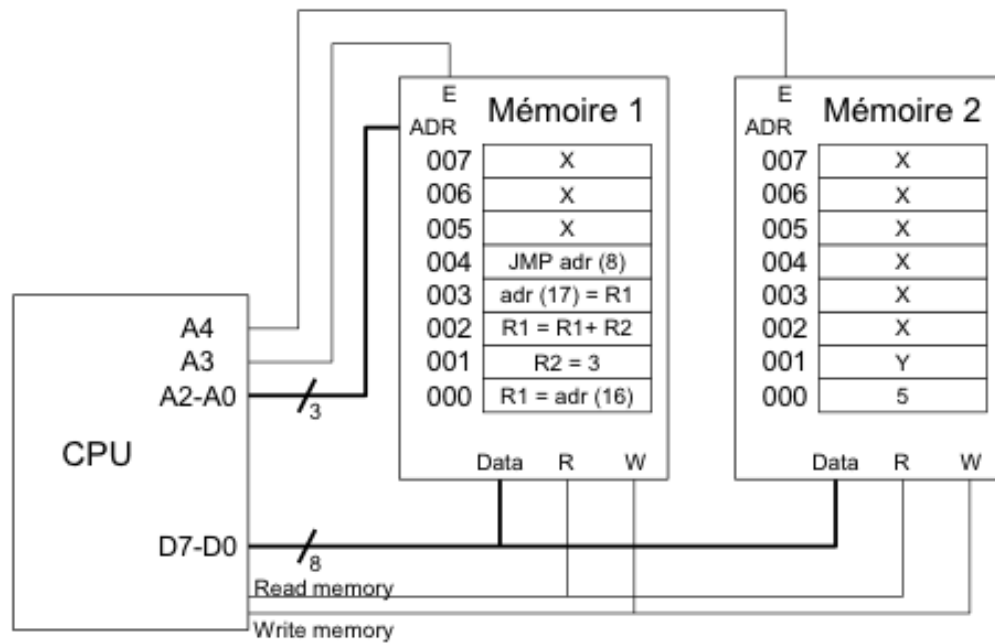 E
Mémoire 1
ADR
007 X
006 X
005 X
004 JMP adr (8)
003 adr (17) = R1
002 R1 = R1+ R2
001 R2 = 3
000 R1 = adr (16)
Data R W
E
Mémoire 2
ADR
007 X
006 X
005 X
004 X
003 X
002 X
001 Y
000 5
Data R W
A4
A3
A2-A0
3
CPU
D7-D0
8
Read memory
Write memory